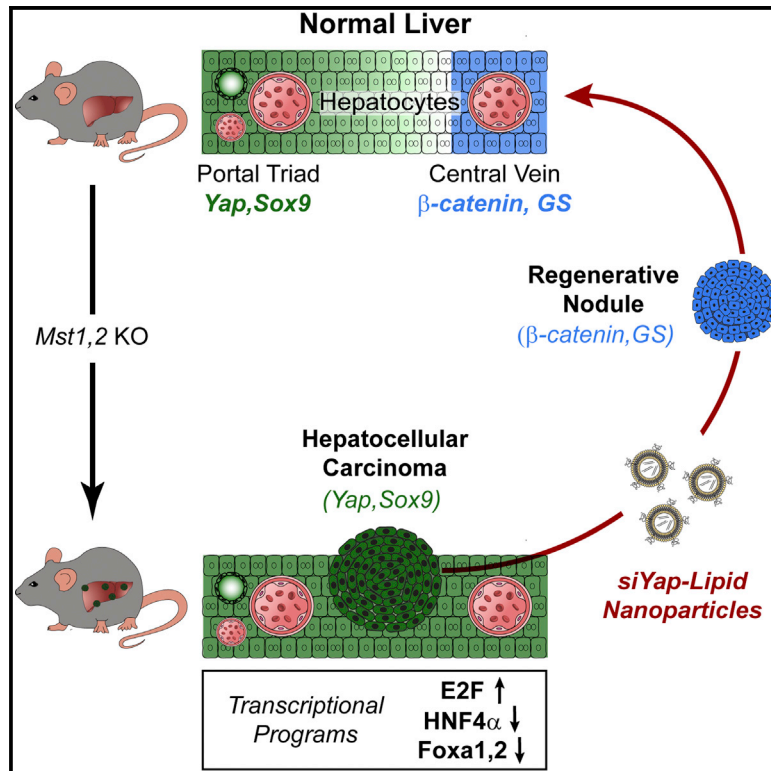 Normal Liver
Hepatocytes
Portal Triad
Yap,Sox9
Central Vein
β-catenin, GS
Regenerative
Nodule
(β-catenin,GS)
Mst1,2 KO
Hepatocellular
Carcinoma
(Yap,Sox9)
siYap-Lipid
Nanoparticles
Transcriptional
Programs
E2F ↑
HNF4α ↓
Foxa1,2 ↓